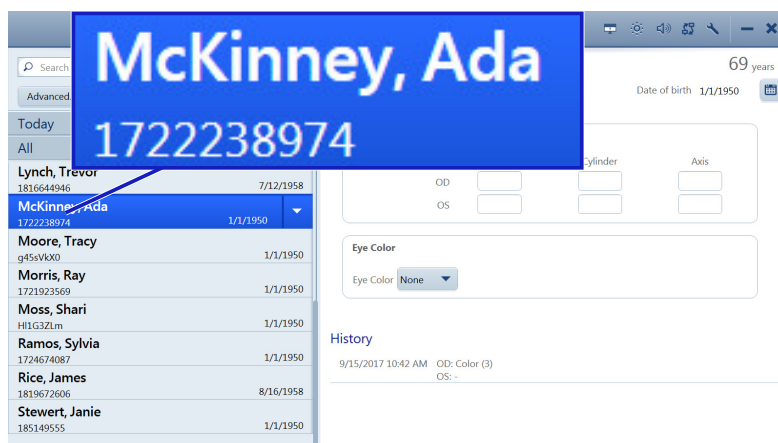 McKinney, Ada
1722238974
Search
Advanced.
Today
All
Lynch, Trevor
1816644946 7/12/1958
McKinney, Ada
1722238974 1/1/1950
Moore, Tracy
g45sVkX0 1/1/1950
Morris, Ray
1721923569 1/1/1950
Moss, Shari
Hl1G3ZLm 1/1/1950
Ramos, Sylvia
1724674087 1/1/1950
Rice, James
1819672606 8/16/1958
Stewert, Janie
185149555 1/1/1950
69 years
Date of birth 1/1/1950
Cylinder Axis
OD
OS
Eye Color
Eye Color None
History
9/15/2017 10:42 AM OD: Color (3)
OS: -